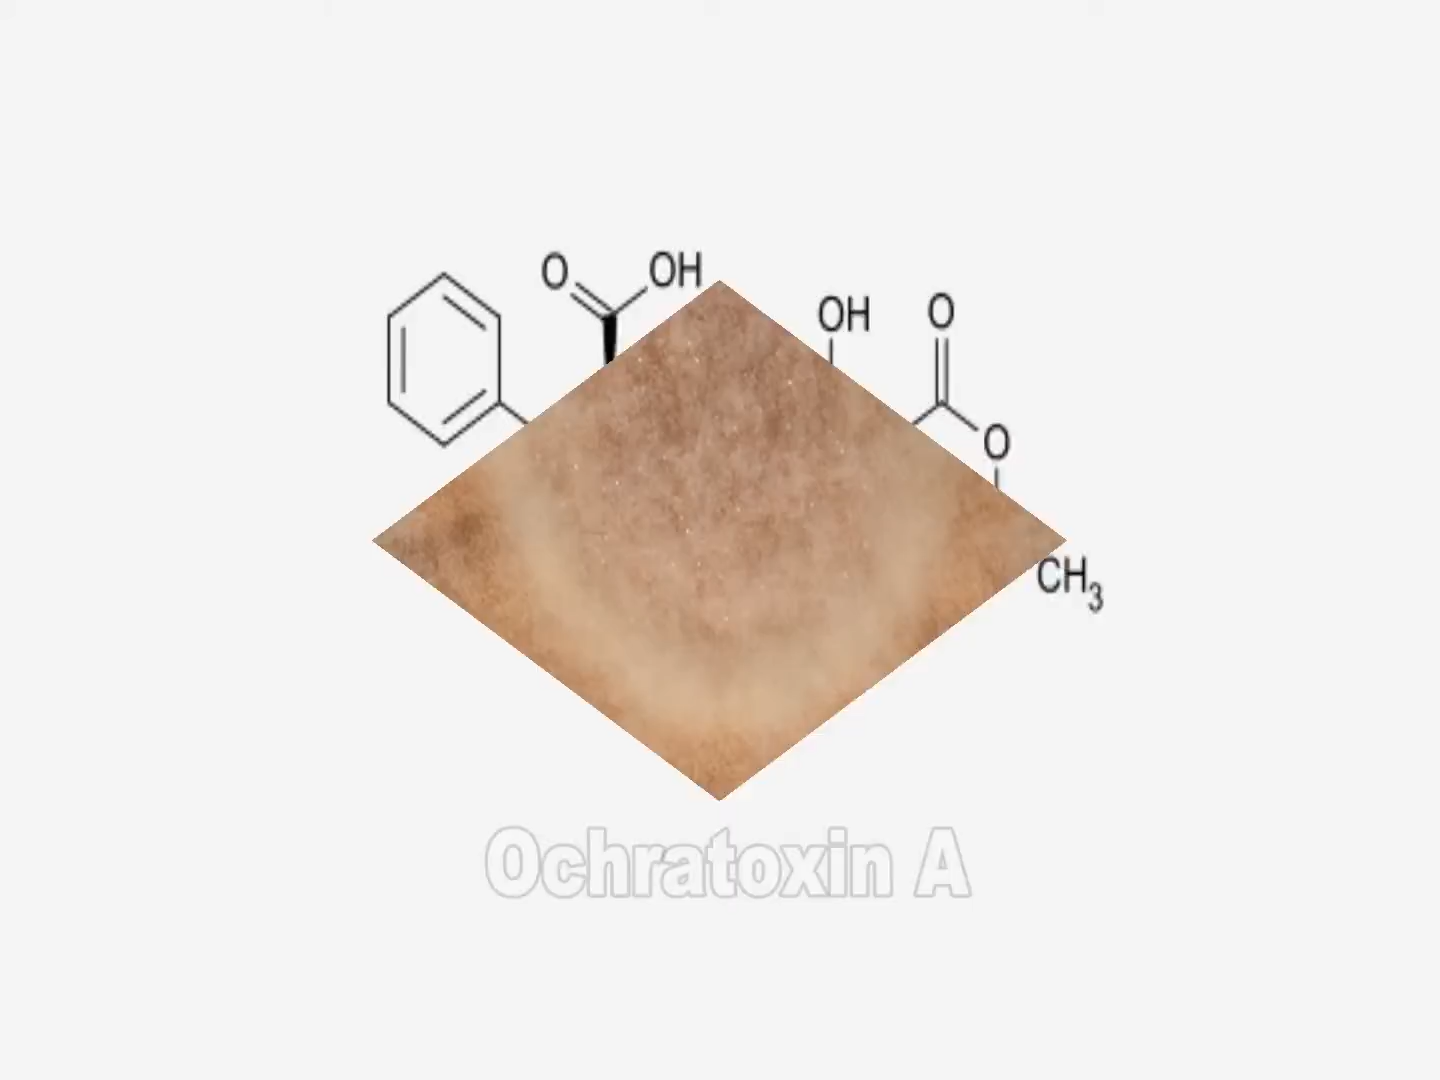 O OH
OH O
O
CH3
Ochratoxin A